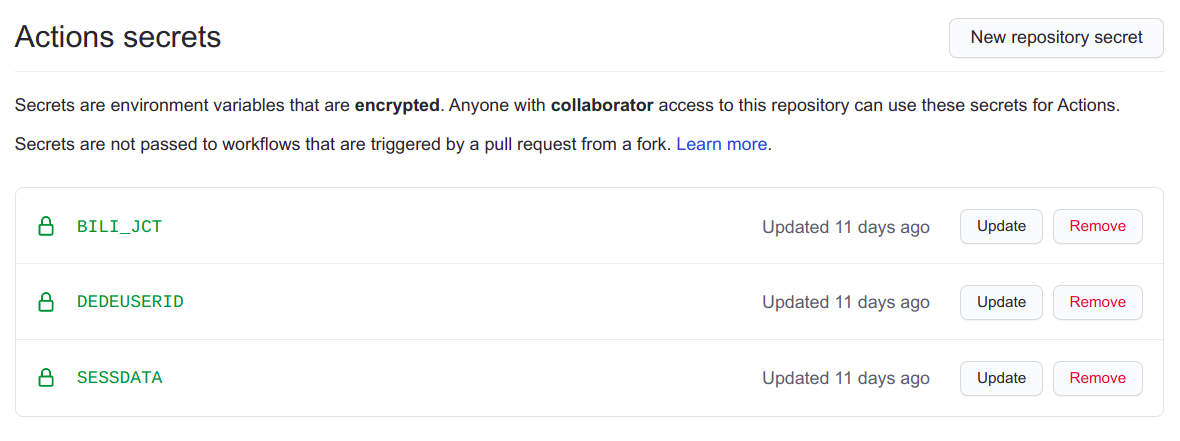 Actions secrets
New repository secret
Secrets are environment variables that are encrypted. Anyone with collaborator access to this repository can use these secrets for Actions.
Secrets are not passed to workflows that are triggered by a pull request from a fork. Learn more.
BILI_JCT Updated 11 days ago Update Remove
DEDEUSERID Updated 11 days ago Update Remove
SESSDATA Updated 11 days ago Update Remove